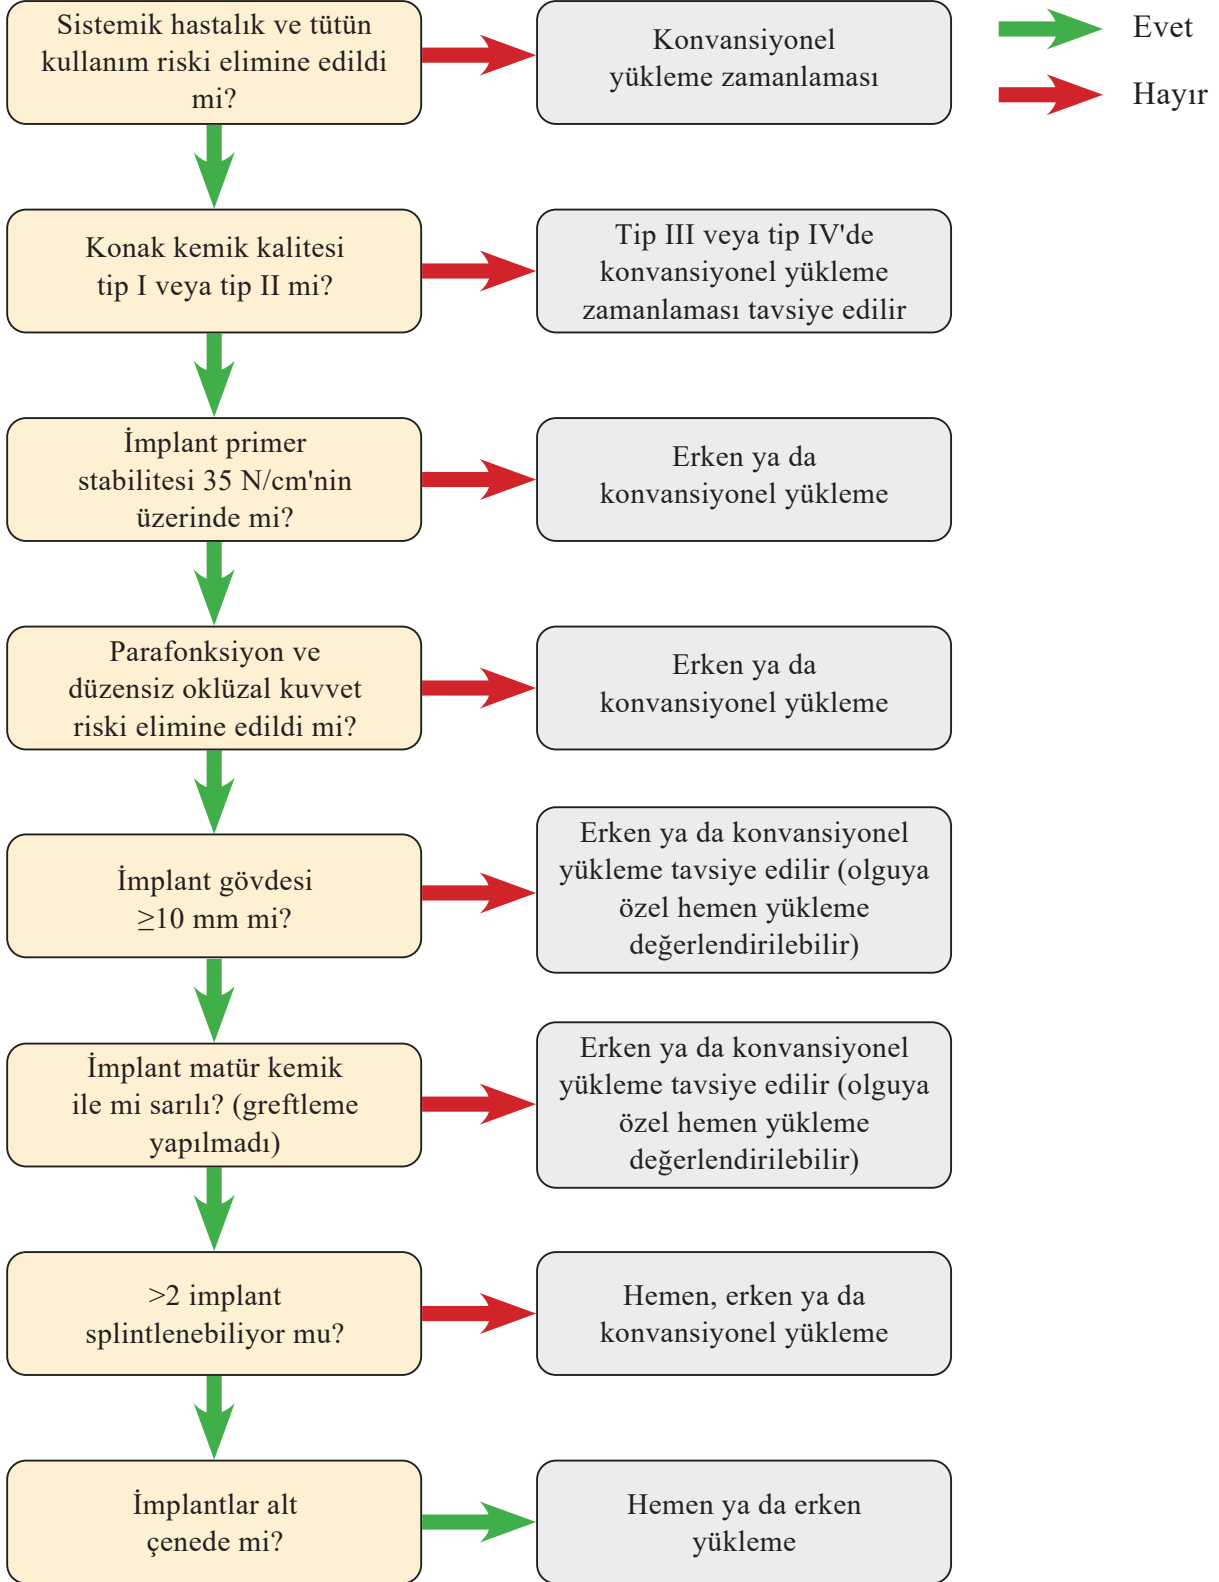 Sistemik hastalık ve tütün
kullanım riski elimine edildi
mi?
Konvansiyonel
yükleme zamanlaması
Evet
Hayır
Konak kemik kalitesi
tip I veya tip II mi?
Tip III veya tip IV'de
konvansiyonel yükleme
zamanlaması tavsiye edilir
İmplant primer
stabilitesi 35 N/cm'nin
üzerinde mi?
Erken ya da
konvansiyonel yükleme
Parafonksiyon ve
düzensiz oklüzal kuvvet
riski elimine edildi mi?
Erken ya da
konvansiyonel yükleme
İmplant gövdesi
≥10 mm mi?
Erken ya da konvansiyonel
yükleme tavsiye edilir (olguya
özel hemen yükleme
değerlendirilebilir)
İmplant matür kemik
ile mi sarılı? (greftleme
yapılmadı)
Erken ya da konvansiyonel
yükleme tavsiye edilir (olguya
özel hemen yükleme
değerlendirilebilir)
>2 implant
splintlenebiliyor mu?
Hemen, erken ya da
konvansiyonel yükleme
İmplantlar alt
çenede mi?
Hemen ya da erken
yükleme